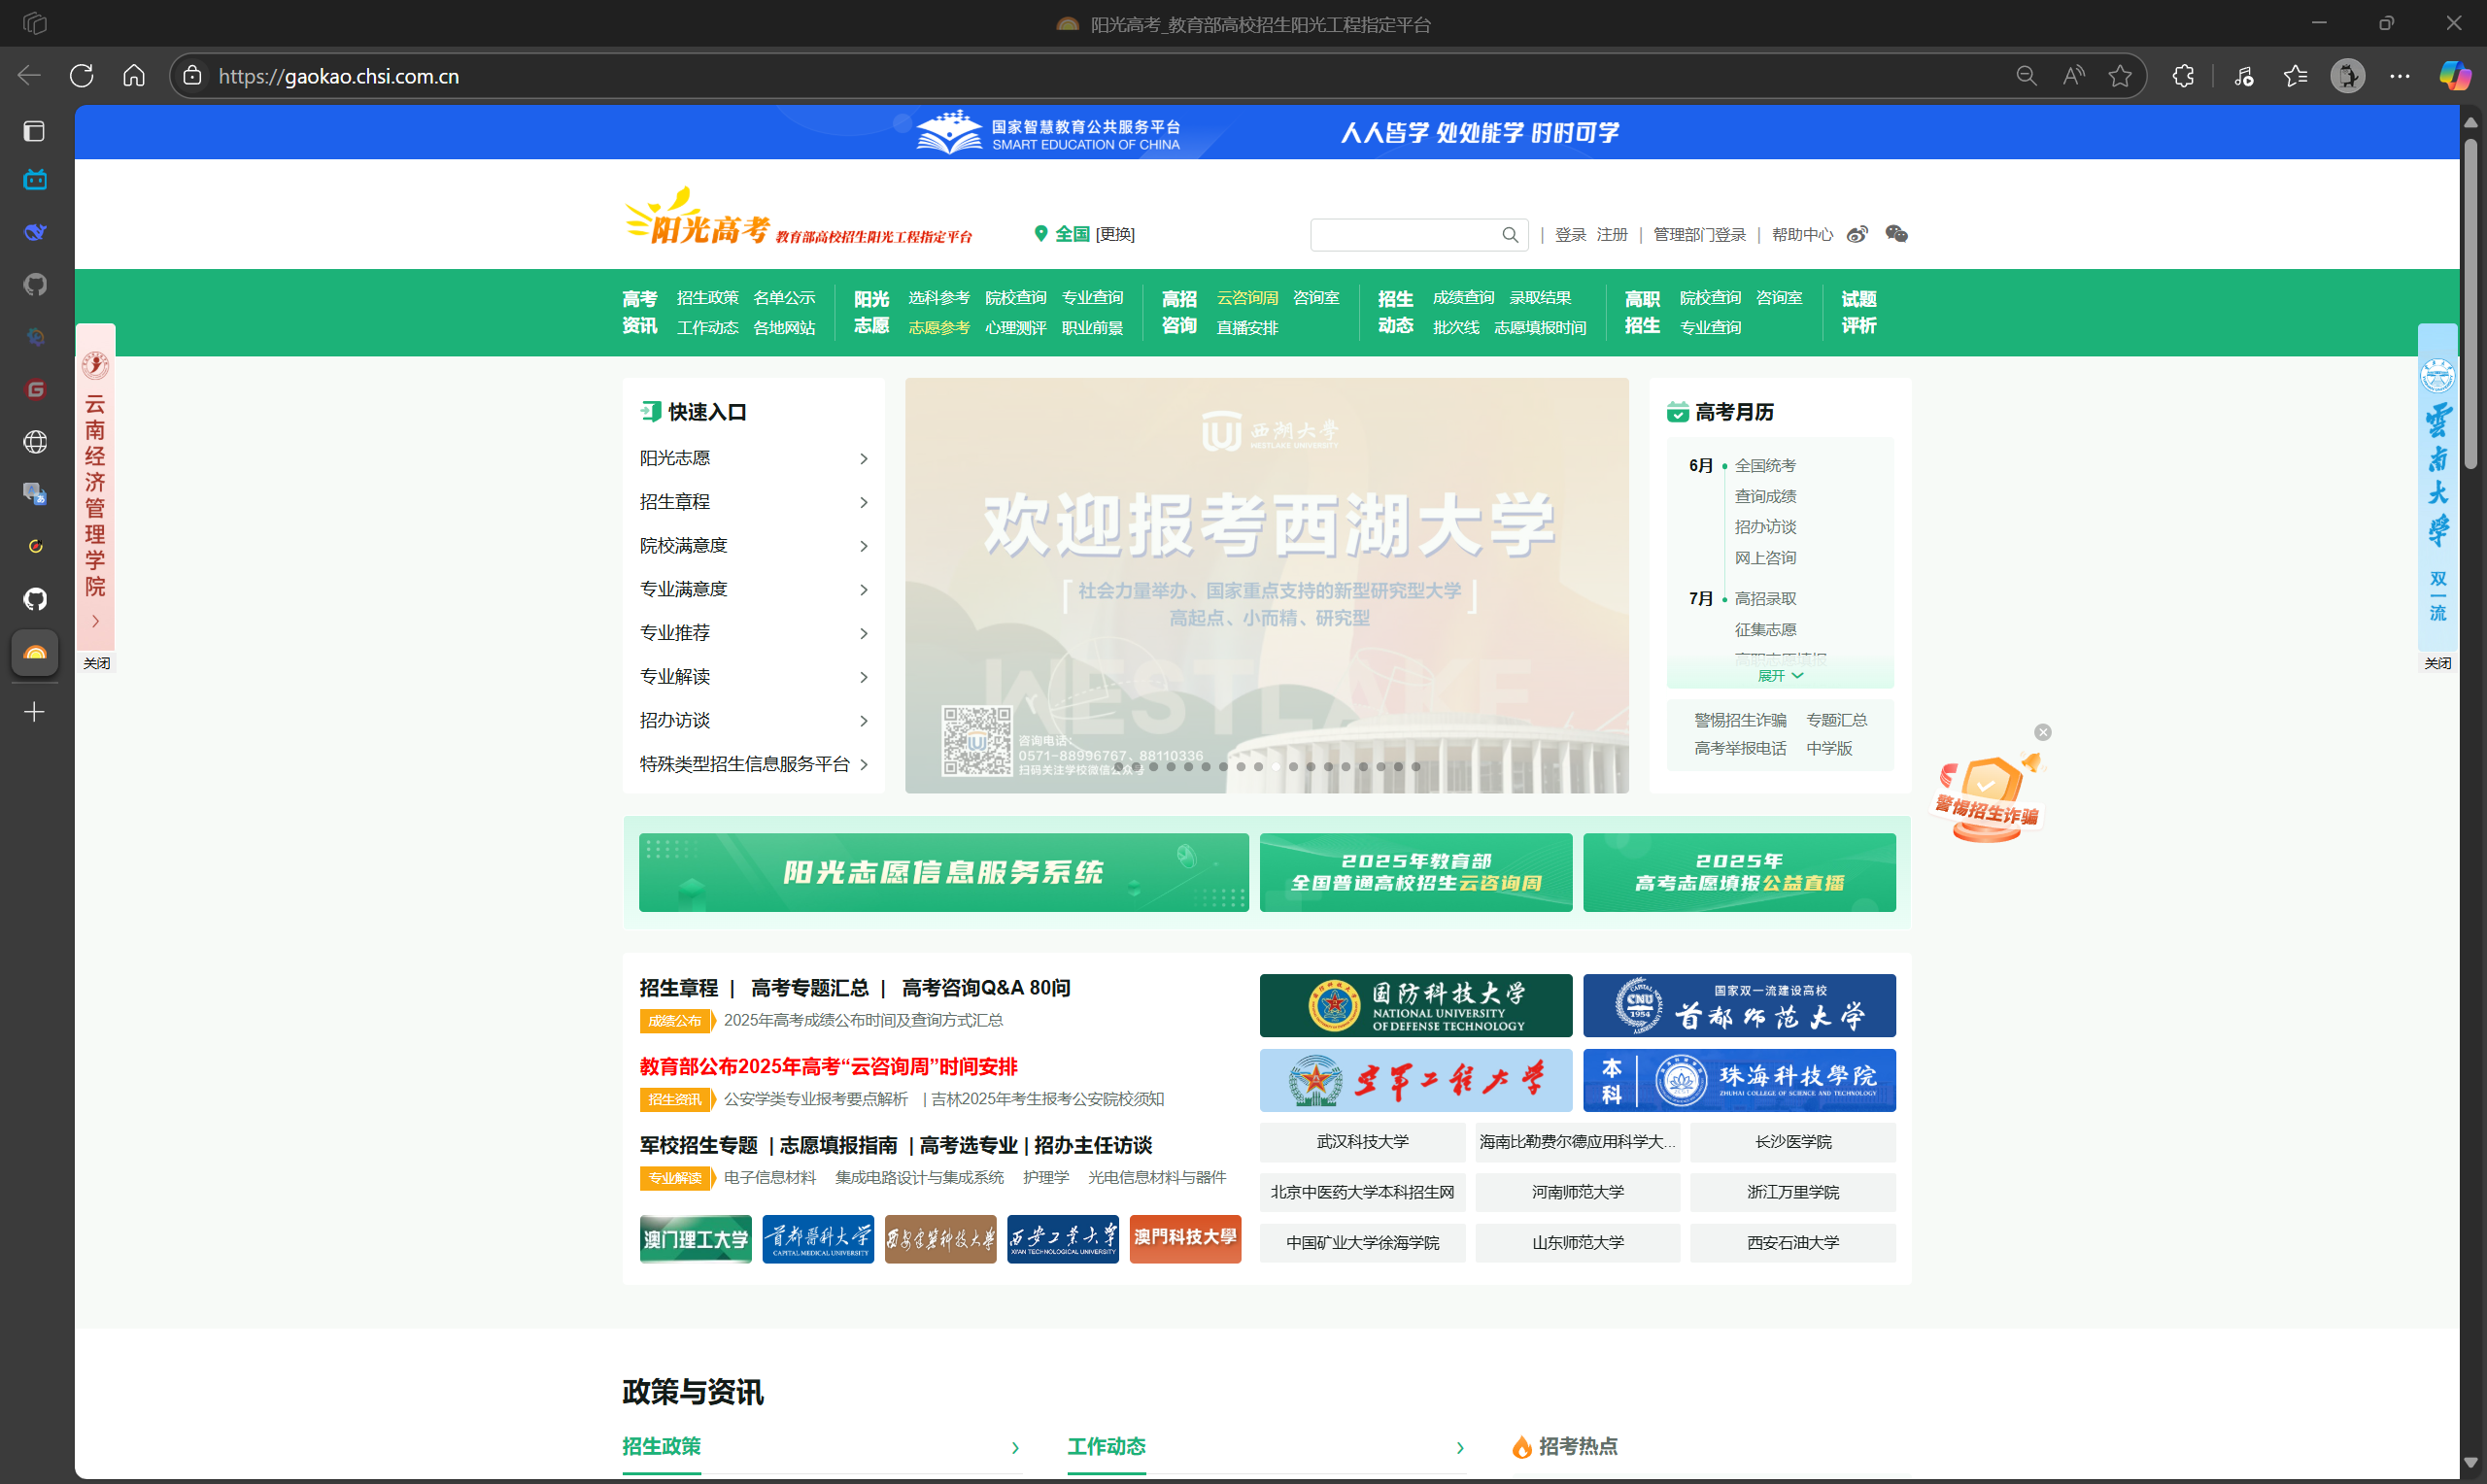 阳光高考_教育部高校招生阳光工程指定平台
https://gaokao.chsi.com.cn
国家智慧教育公共服务平台
SMART EDUCATION OF CHINA
人人皆学 处处能学 时时可学
阳光高考 教育部高校招生阳光工程指定平台
全国 [更换]
| 登录 注册 | 管理部门登录 | 帮助中心
高考资讯
招生政策 名单公示
工作动态 各地网站
阳光志愿
选科参考 院校查询 专业查询
志愿参考 心理测评 职业前景
高招咨询
云咨询周 咨询室
直播安排
招生动态
成绩查询 录取结果
批次线 志愿填报时间
高职招生
院校查询 咨询室
专业查询
试题评析
云南经济管理学院
关闭
雲南大学
双一流
关闭
快速入口
阳光志愿
招生章程
院校满意度
专业满意度
专业推荐
专业解读
招办访谈
特殊类型招生信息服务平台
西湖大學
WESTLAKE UNIVERSITY
欢迎报考西湖大学
社会力量举办、国家重点支持的新型研究型大学
高起点、小而精、研究型
WESTLAKE
咨询电话:
0571-88996767、88110336
扫码关注学校微信公众号
高考月历
6月 全国统考
查询成绩
招办访谈
网上咨询
7月 高招录取
征集志愿
高职志愿填报
展开
警惕招生诈骗 专题汇总
高考举报电话 中学版
警惕招生诈骗
阳光志愿信息服务系统
2025年教育部
全国普通高校招生云咨询周
2025年
高考志愿填报公益直播
招生章程 | 高考专题汇总 | 高考咨询Q&A 80问
成绩公布 2025年高考成绩公布时间及查询方式汇总
教育部公布2025年高考“云咨询周”时间安排
招生资讯 公安学类专业报考要点解析 | 吉林2025年考生报考公安院校须知
军校招生专题 | 志愿填报指南 | 高考选专业 | 招办主任访谈
专业解读 电子信息材料 集成电路设计与集成系统 护理学 光电信息材料与器件
澳门理工大学
首都醫科大学
CAPITAL MEDICAL UNIVERSITY
西安建筑科技大学
西安工业大学
XI'AN TECHNOLOGICAL UNIVERSITY
澳門科技大學
国防科技大学
NATIONAL UNIVERSITY
OF DEFENSE TECHNOLOGY
国家双一流建设高校
首都师范大学
CNU
1954
空军工程大学
本科
珠海科技學院
ZHUHAI COLLEGE OF SCIENCE AND TECHNOLOGY
武汉科技大学 海南比勒费尔德应用科学大... 长沙医学院
北京中医药大学本科招生网 河南师范大学 浙江万里学院
中国矿业大学徐海学院 山东师范大学 西安石油大学
政策与资讯
招生政策
工作动态
招考热点